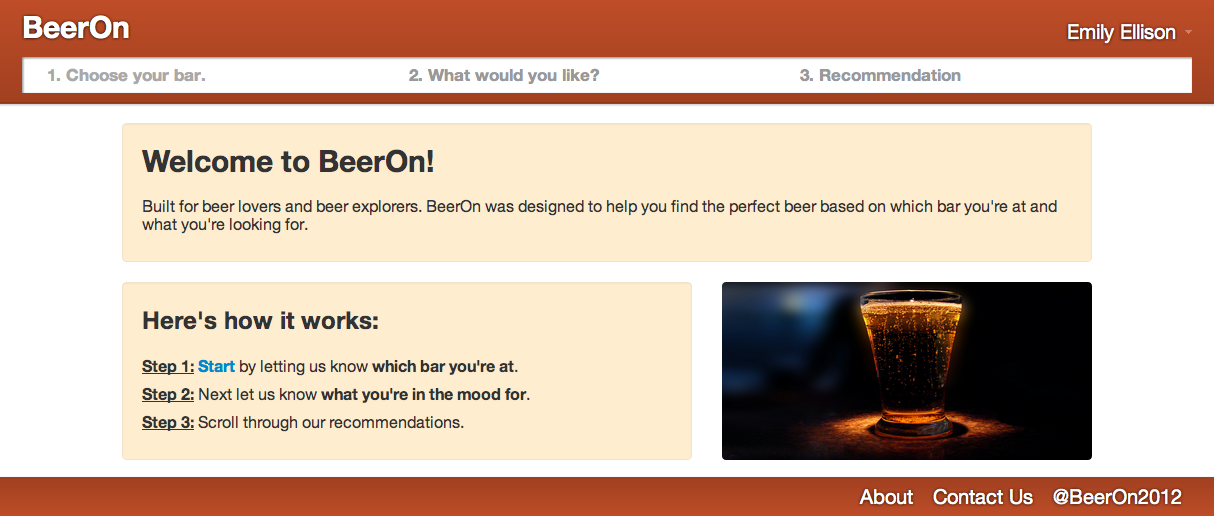 BeerOn
Emily Ellison
1. Choose your bar.
2. What would you like?
3. Recommendation
Welcome to BeerOn!
Built for beer lovers and beer explorers. BeerOn was designed to help you find the perfect beer based on which bar you're at and
what you're looking for.
Here's how it works:
Step 1: Start by letting us know which bar you're at.
Step 2: Next let us know what you're in the mood for.
Step 3: Scroll through our recommendations.
About
Contact Us
@BeerOn2012